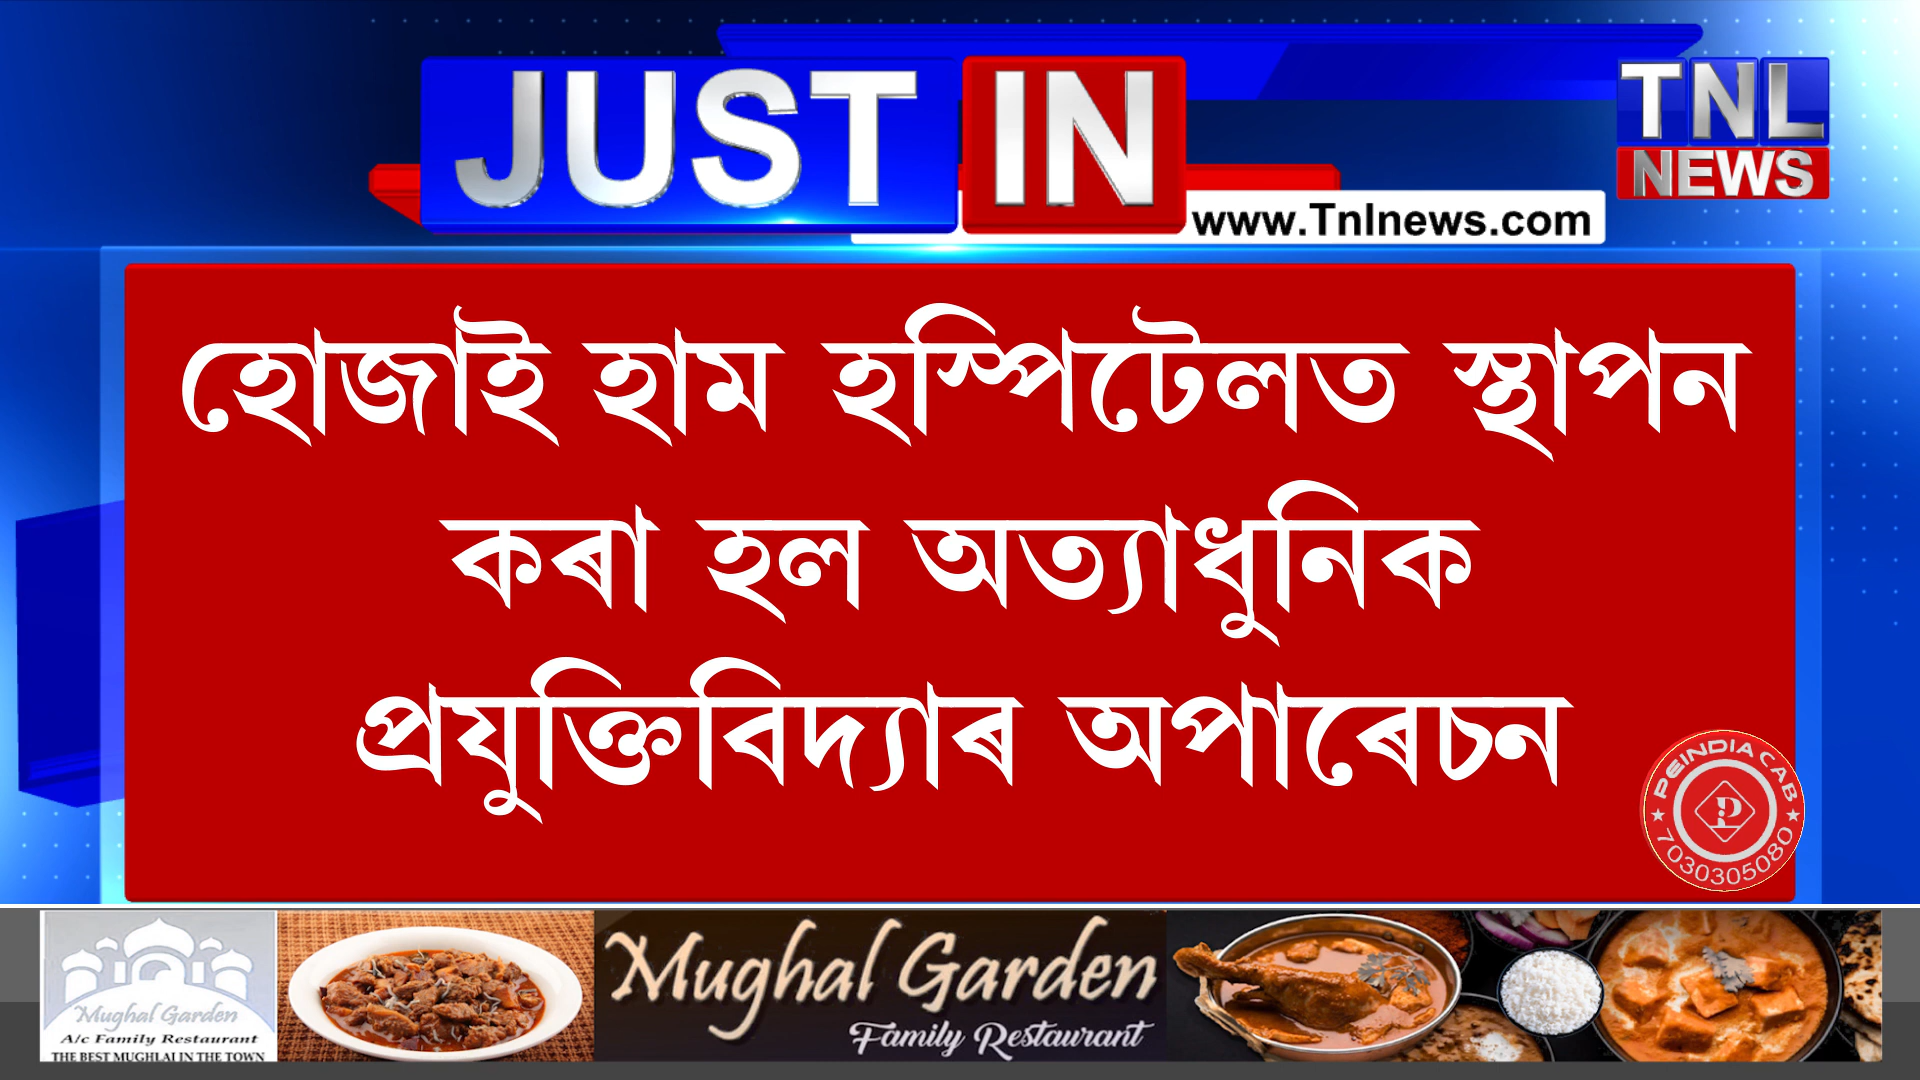 JUST IN
TNL
NEWS
www.Tnlnews.com
হোজাই হাম হস্পিটেলত স্থাপন
কৰা হল অত্যাধুনিক
প্ৰযুক্তিবিদ্যাৰ অপাৰেচন
PEINDIA CAB
P
7030305080
Mughal Garden
A/c Family Restaurant
THE BEST MUGHLAI IN THE TOWN
Mughal Garden
Family Restaurant